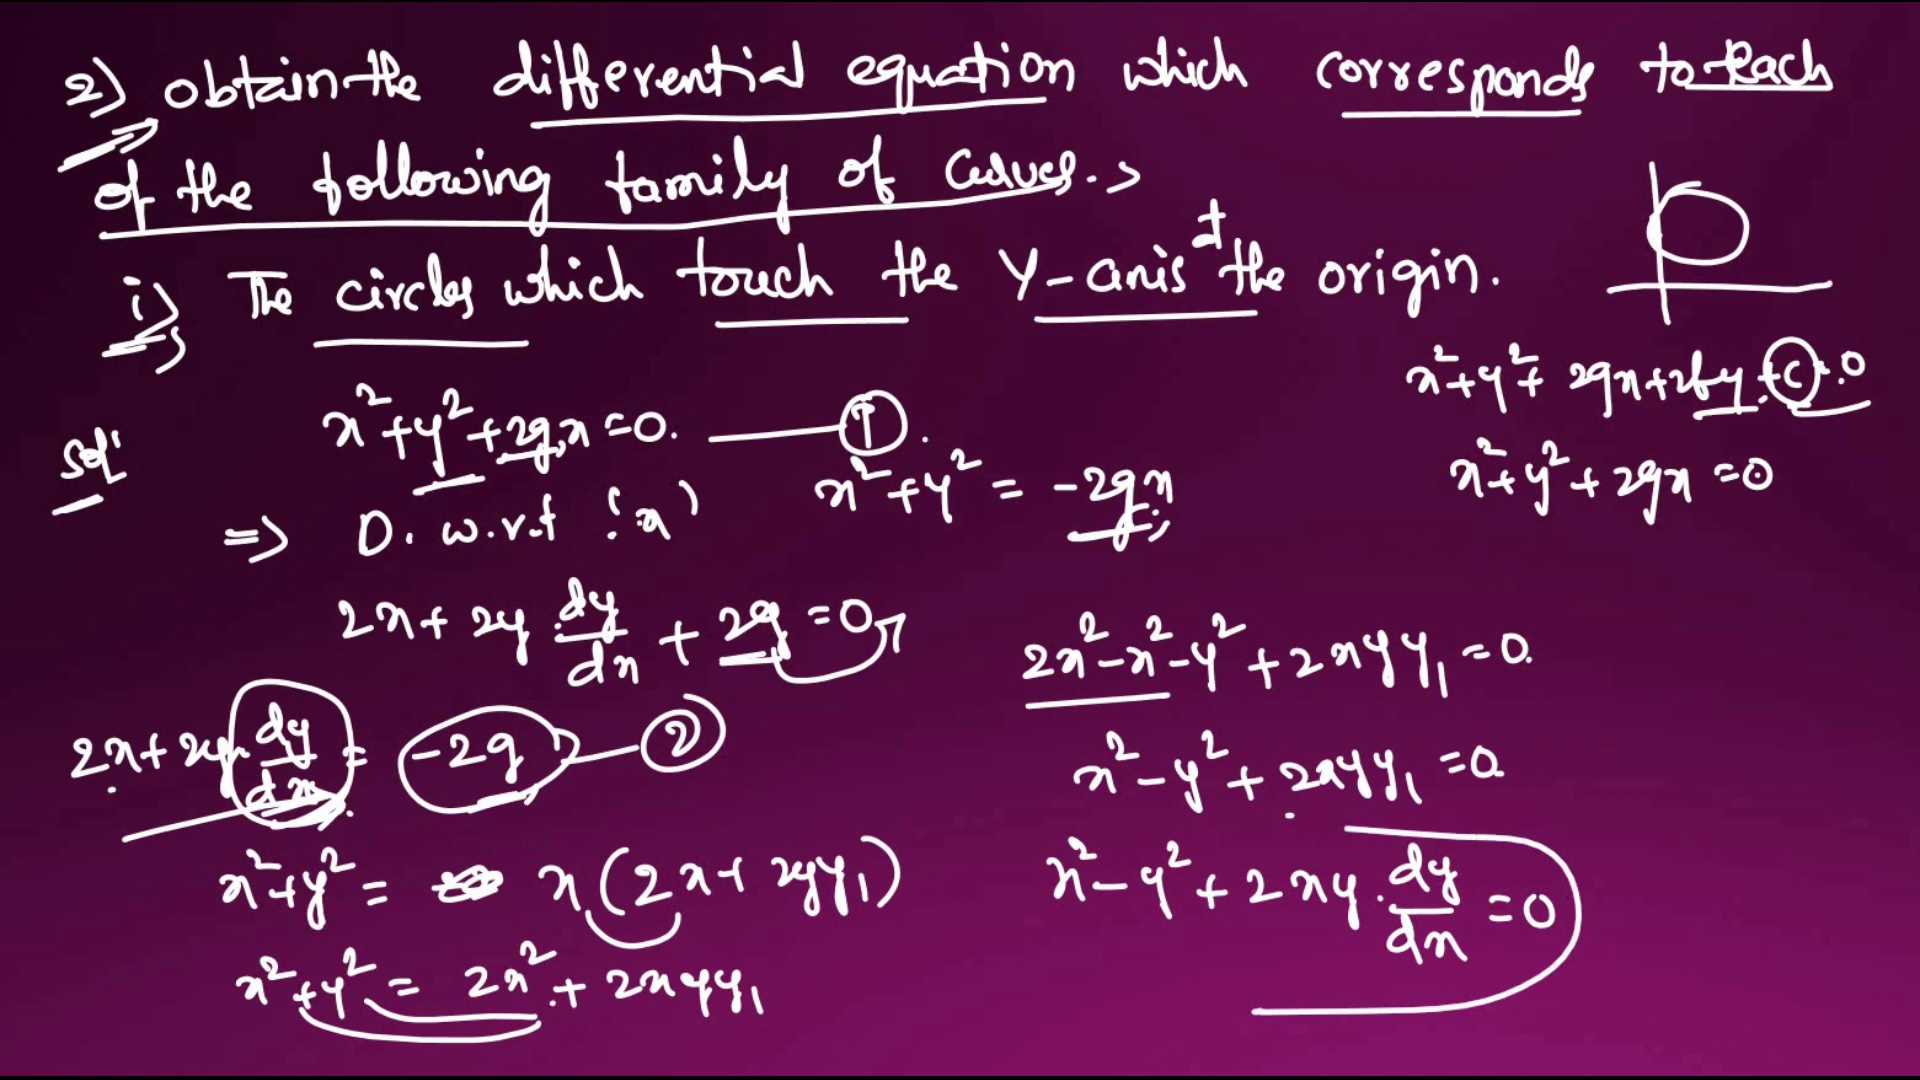 2) obtain the differential equation which corresponds to Each
of the following family of curves.>
i) The circles which touch the Y-axis at the origin.
x²+y²+2gx+2fy+c=0
x²+y²+2gx=0
sol:
x²+y²+2gx=0. ——①.
x²+y² = -2gx
=> D. w.r.t 'x'
2x+2y dy/dx + 2g=0
2x+2y dy/dx = -2g —②
x²+y² = x(2x+2yy₁)
x²+y² = 2x²+2xyy₁
2x²-x²-y²+2xyy₁=0.
x²-y²+2xyy₁=0
x²-y²+2xy.dy/dx=0